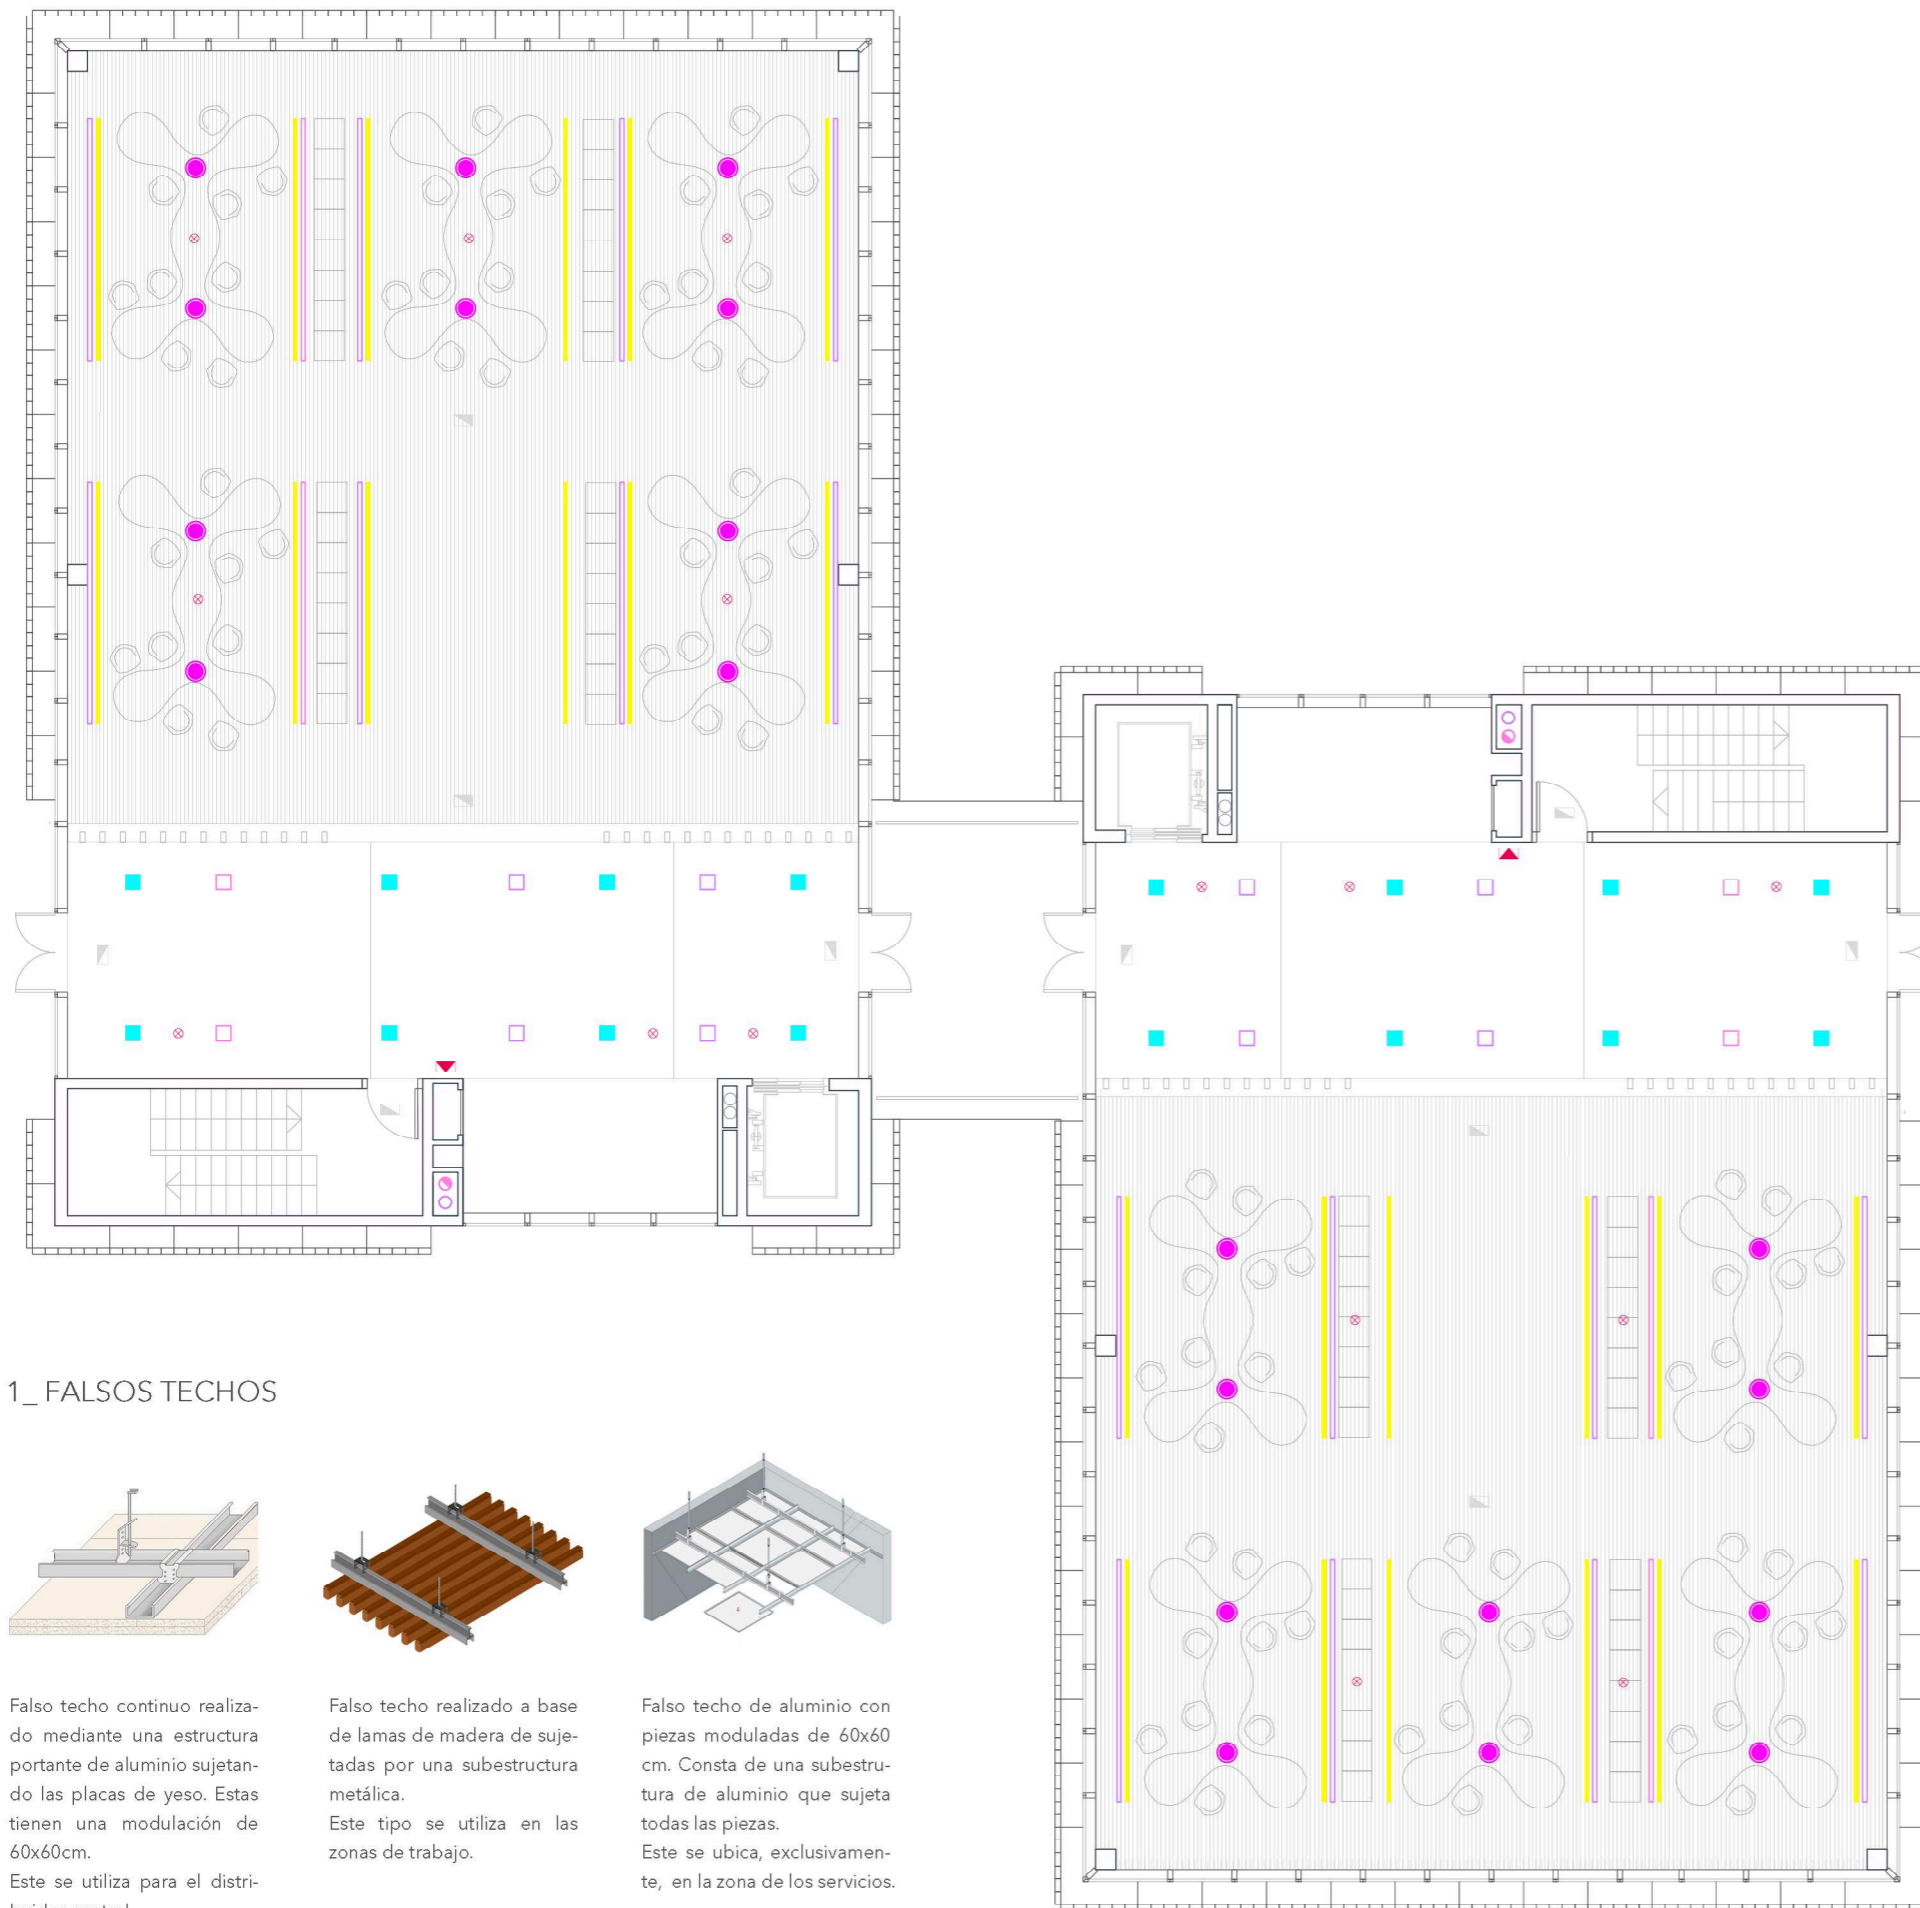 1_ FALSOS TECHOS
Falso techo continuo realiza-
do mediante una estructura
portante de aluminio sujetan-
do las placas de yeso. Estas
tienen una modulación de
60x60cm.
Este se utiliza para el distri-
Falso techo realizado a base
de lamas de madera de suje-
tadas por una subestructura
metálica.
Este tipo se utiliza en las
zonas de trabajo.
Falso techo de aluminio con
piezas moduladas de 60x60
cm. Consta de una subestru-
tura de aluminio que sujeta
todas las piezas.
Este se ubica, exclusivamen-
te, en la zona de los servicios.